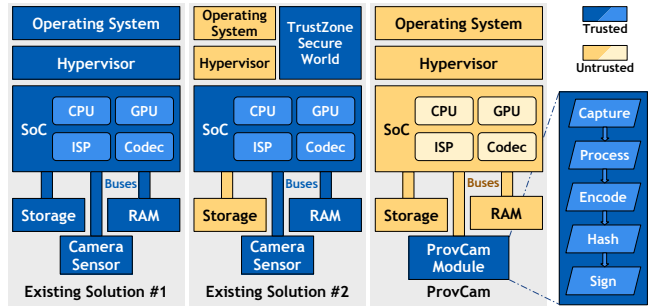 Operating System
Hypervisor
SoC
CPU
GPU
ISP
Codec
Buses
Storage
RAM
Camera
Sensor
Existing Solution #1
Operating
System
Hypervisor
TrustZone
Secure
World
SoC
CPU
GPU
ISP
Codec
Buses
Storage
RAM
Camera
Sensor
Existing Solution #2
Operating System
Hypervisor
SoC
CPU
GPU
ISP
Codec
Buses
Storage
RAM
ProvCam
Module
ProvCam
Trusted
Untrusted
Capture
Process
Encode
Hash
Sign